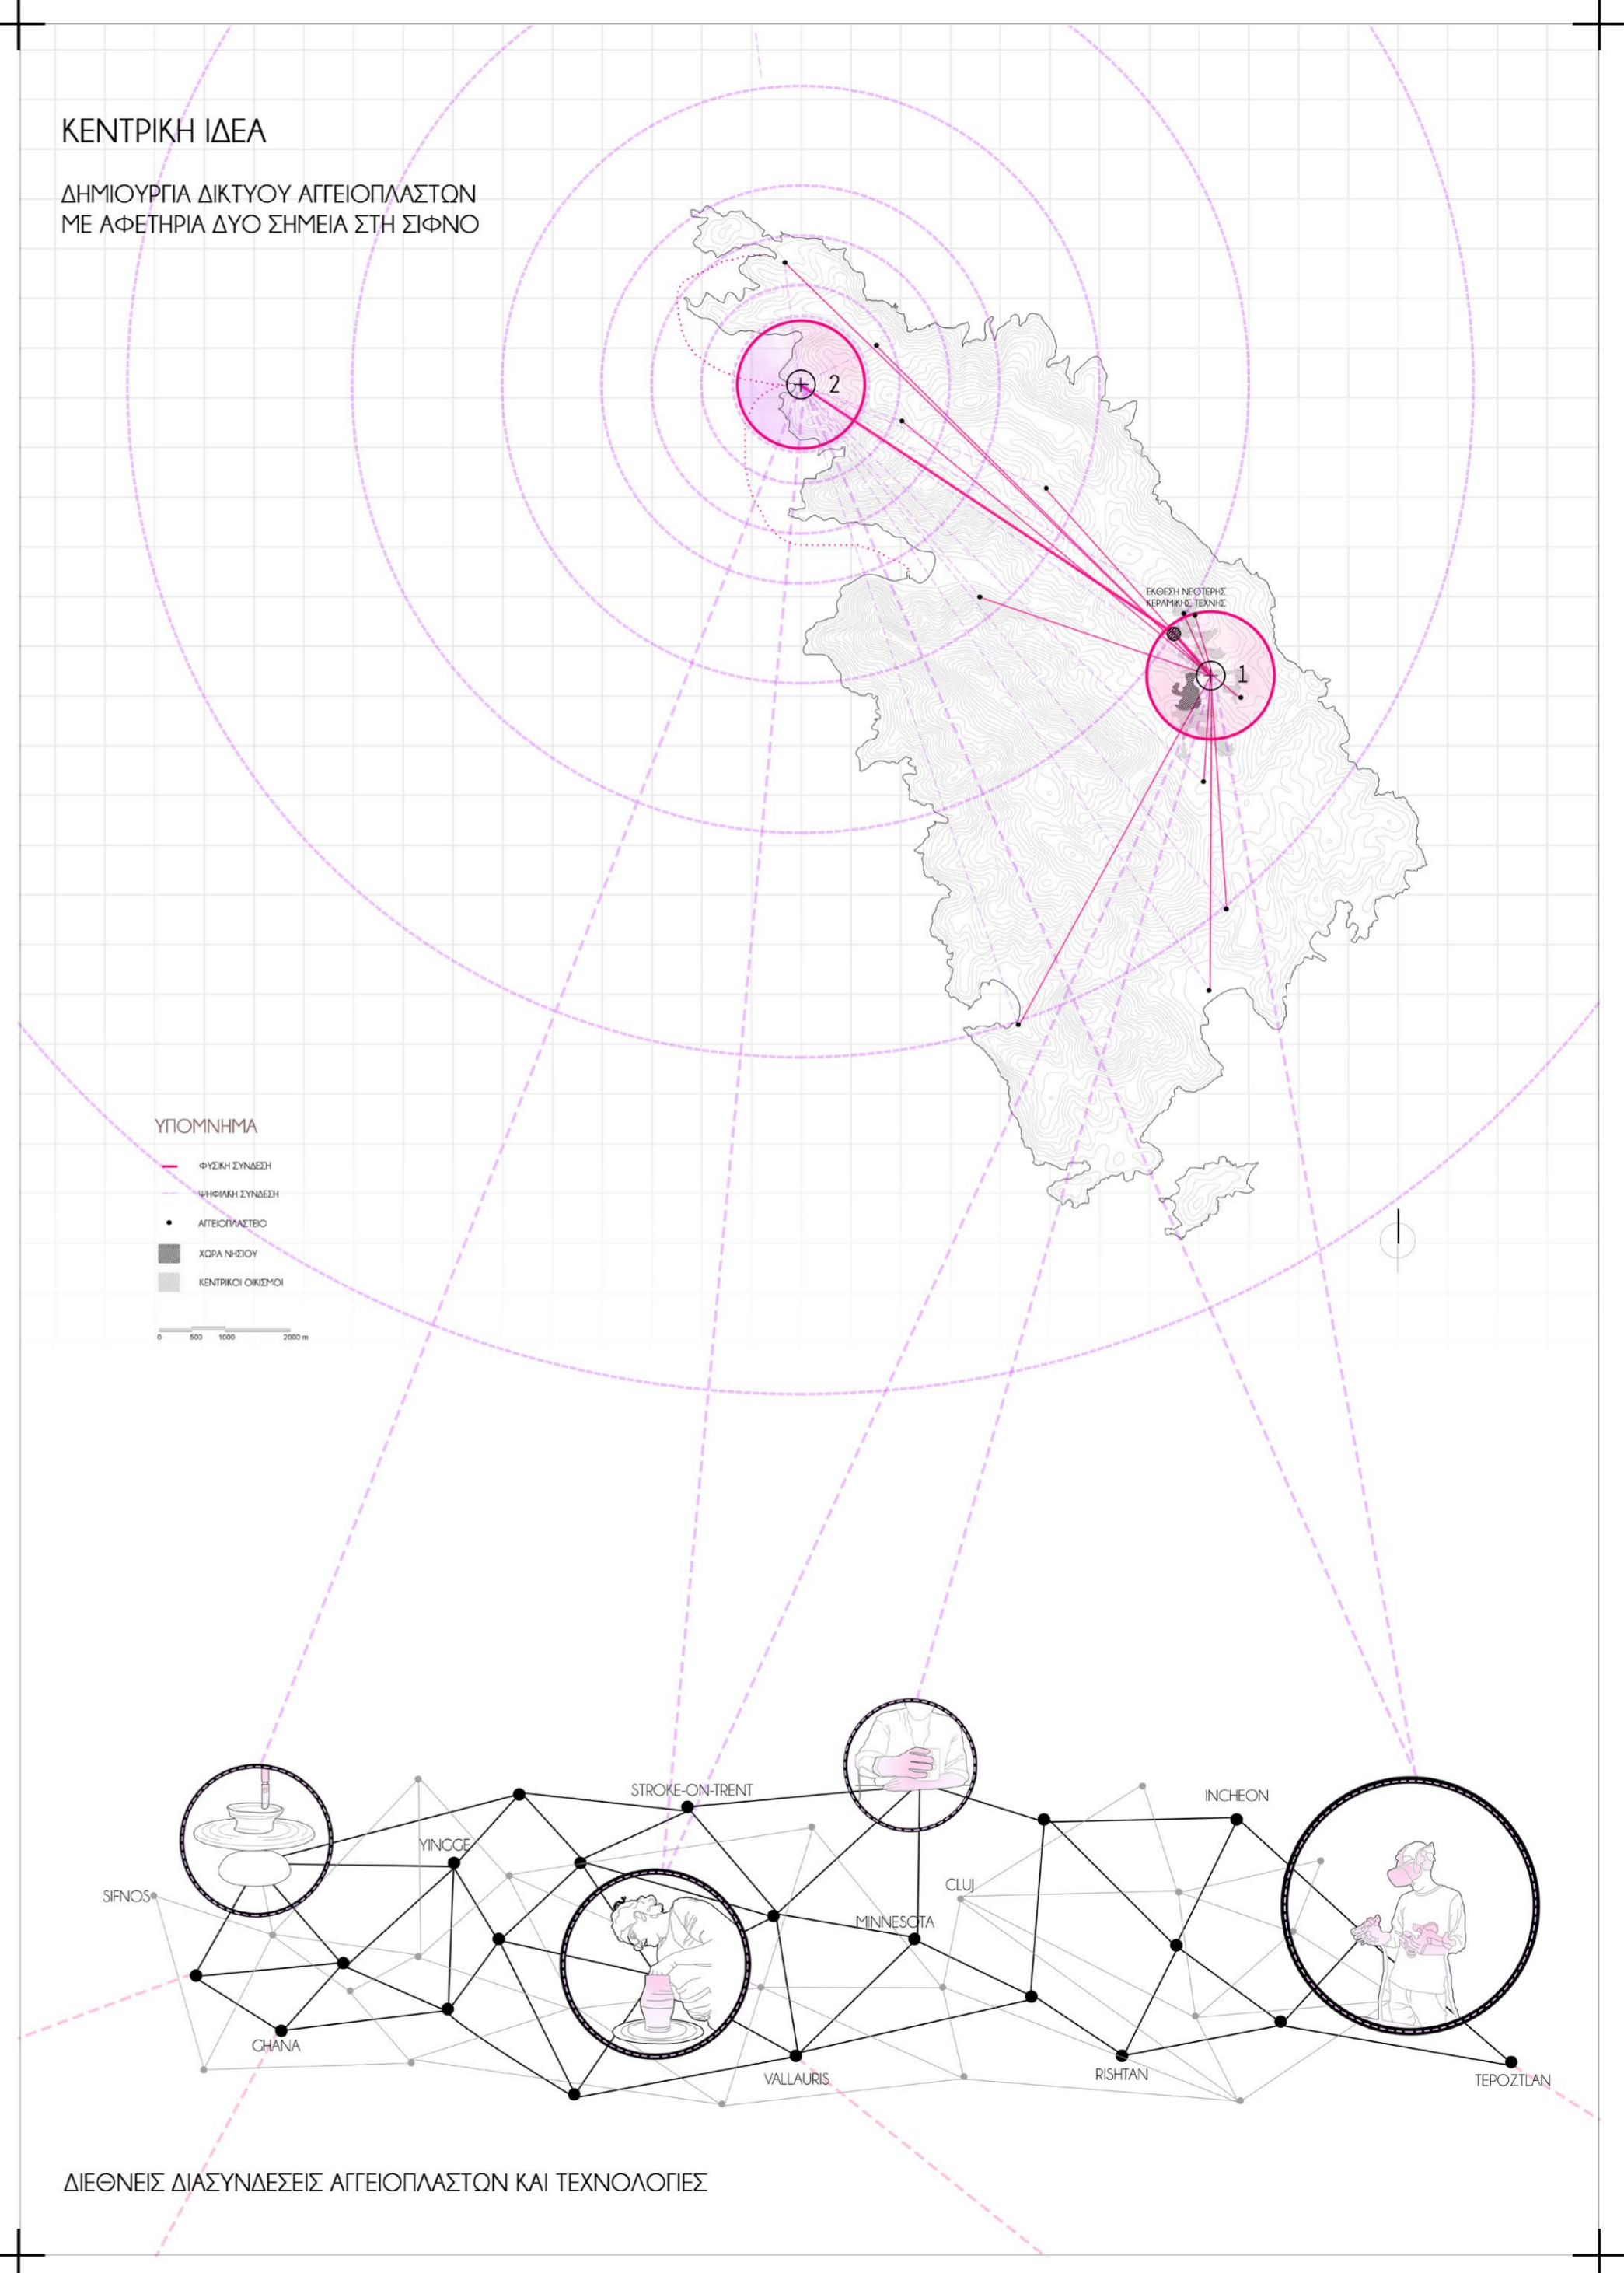 ΚΕΝΤΡΙΚΗ ΙΔΕΑ
ΔΗΜΙΟΥΡΓΙΑ ΔΙΚΤΥΟΥ ΑΓΓΕΙΟΠΛΑΣΤΩΝ
ΜΕ ΑΦΕΤΗΡΙΑ ΔΥΟ ΣΗΜΕΙΑ ΣΤΗ ΣΙΦΝΟ
2
ΕΚΘΕΣΗ ΝΕΟΤΕΡΗΣ
ΚΕΡΑΜΙΚΗΣ ΤΕΧΝΗΣ
1
ΥΠΟΜΝΗΜΑ
ΦΥΣΙΚΗ ΣΥΝΔΕΣΗ
ΨΗΦΙΑΚΗ ΣΥΝΔΕΣΗ
ΑΓΓΕΙΟΠΛΑΣΤΕΙΟ
ΧΩΡΑ ΝΗΣΙΟΥ
ΚΕΝΤΡΙΚΟΙ ΟΙΚΙΣΜΟΙ
0 500 1000 2000 m
STROKE-ON-TRENT
INCHEON
YINGGE
CLUJ
SIFNOS
MINNESOTA
GHANA
VALLAURIS
RISHTAN
TEPOZTLAN
ΔΙΕΘΝΕΙΣ ΔΙΑΣΥΝΔΕΣΕΙΣ ΑΓΓΕΙΟΠΛΑΣΤΩΝ ΚΑΙ ΤΕΧΝΟΛΟΓΙΕΣ